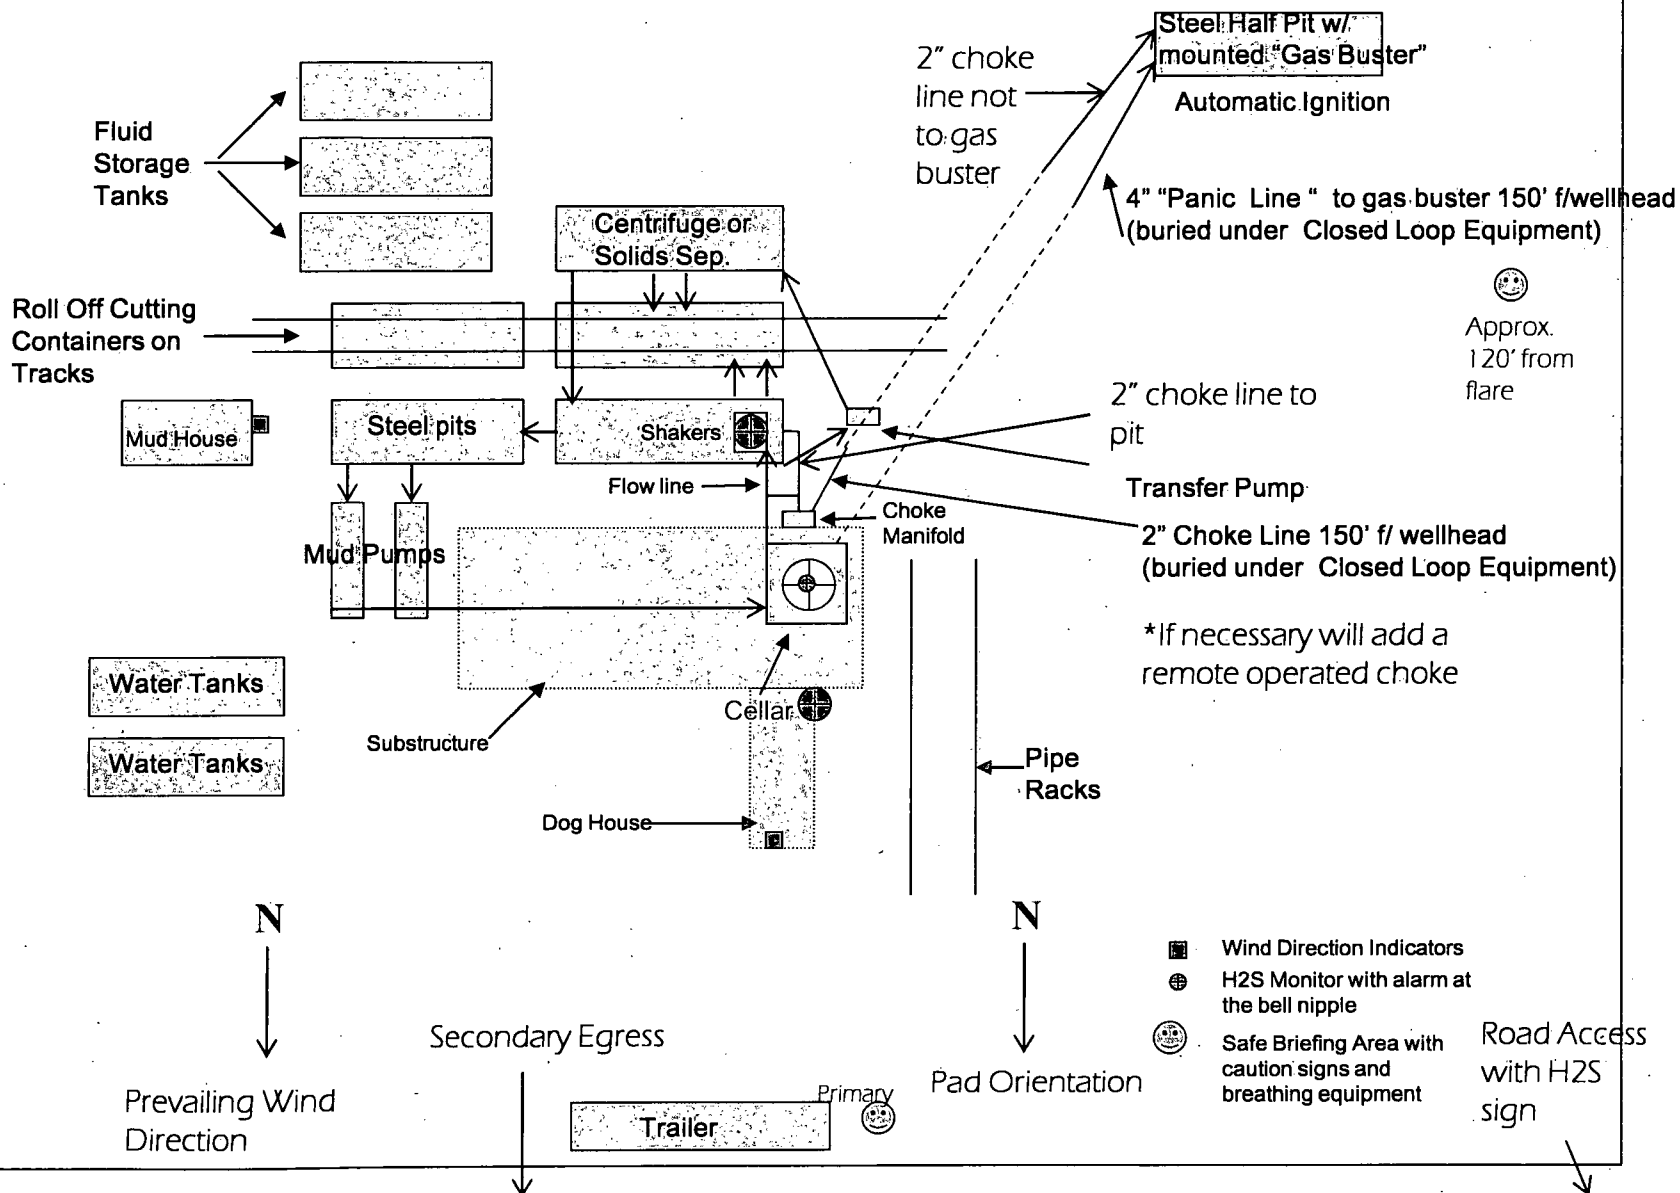 Steel Half Pit w/
mounted "Gas Buster"
Automatic Ignition
2" choke
line not
to gas
buster
Fluid
Storage
Tanks
4" "Panic Line " to gas buster 150' f/wellhead
(buried under Closed Loop Equipment)
Centrifuge or
Solids Sep.
Roll Off Cutting
Containers on
Tracks
Approx.
120' from
flare
2" choke line to
pit
Mud House
Steel pits
Shakers
Flow line
Transfer Pump
Choke
Manifold
2" Choke Line 150' f/ wellhead
(buried under Closed Loop Equipment)
Mud Pumps
*If necessary will add a
remote operated choke
Water Tanks
Cellar
Substructure
Water Tanks
Pipe
Racks
Dog House
N
N
Wind Direction Indicators
H2S Monitor with alarm at
the bell nipple
Safe Briefing Area with
caution signs and
breathing equipment
Road Access
with H2S
sign
Secondary Egress
Pad Orientation
Prevailing Wind
Direction
Primary
Trailer